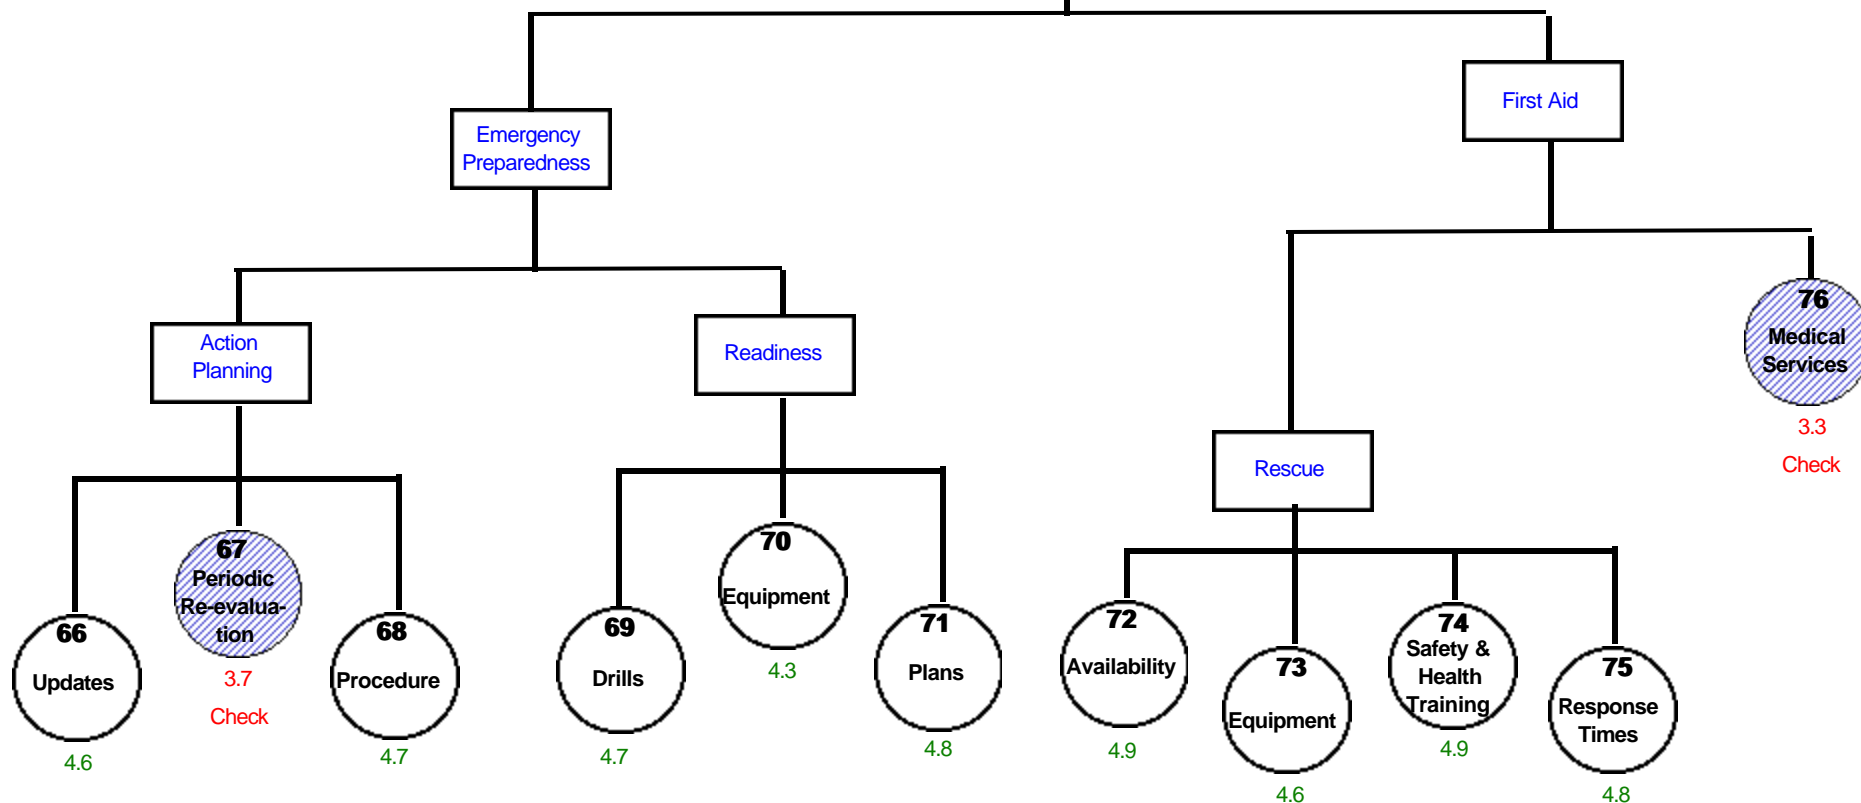 First Aid
Emergency
Preparedness
76
Medical
Services
3.3
Check
Action
Planning
Readiness
Rescue
67
Periodic
Re-evalua-
tion
3.7
Check
66
Updates
4.6
68
Procedure
4.7
69
Drills
4.7
70
Equipment
4.3
71
Plans
4.8
72
Availability
4.9
73
Equipment
4.6
74
Safety &
Health
Training
4.9
75
Response
Times
4.8